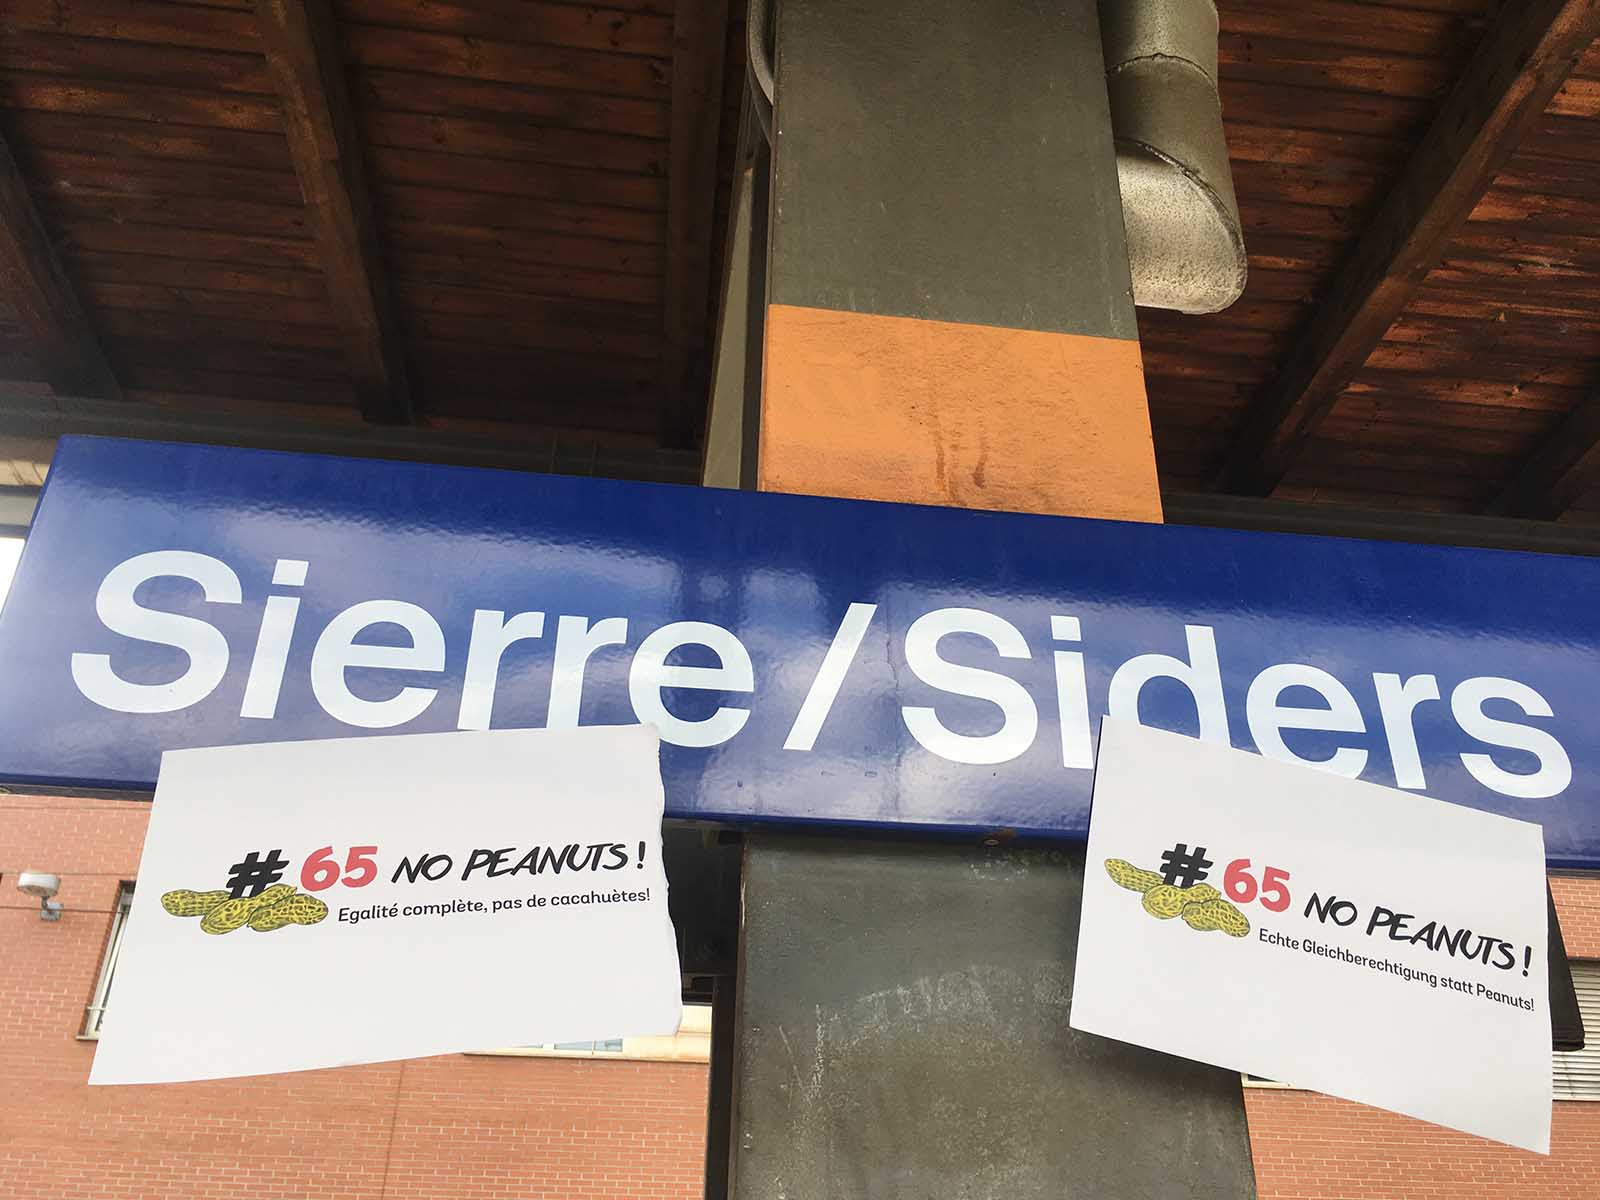 Sierre/Siders
#65 NO PEANUTS!
Egalité complète, pas de cacahuètes!
#65 NO PEANUTS!
Echte Gleichberechtigung statt Peanuts!